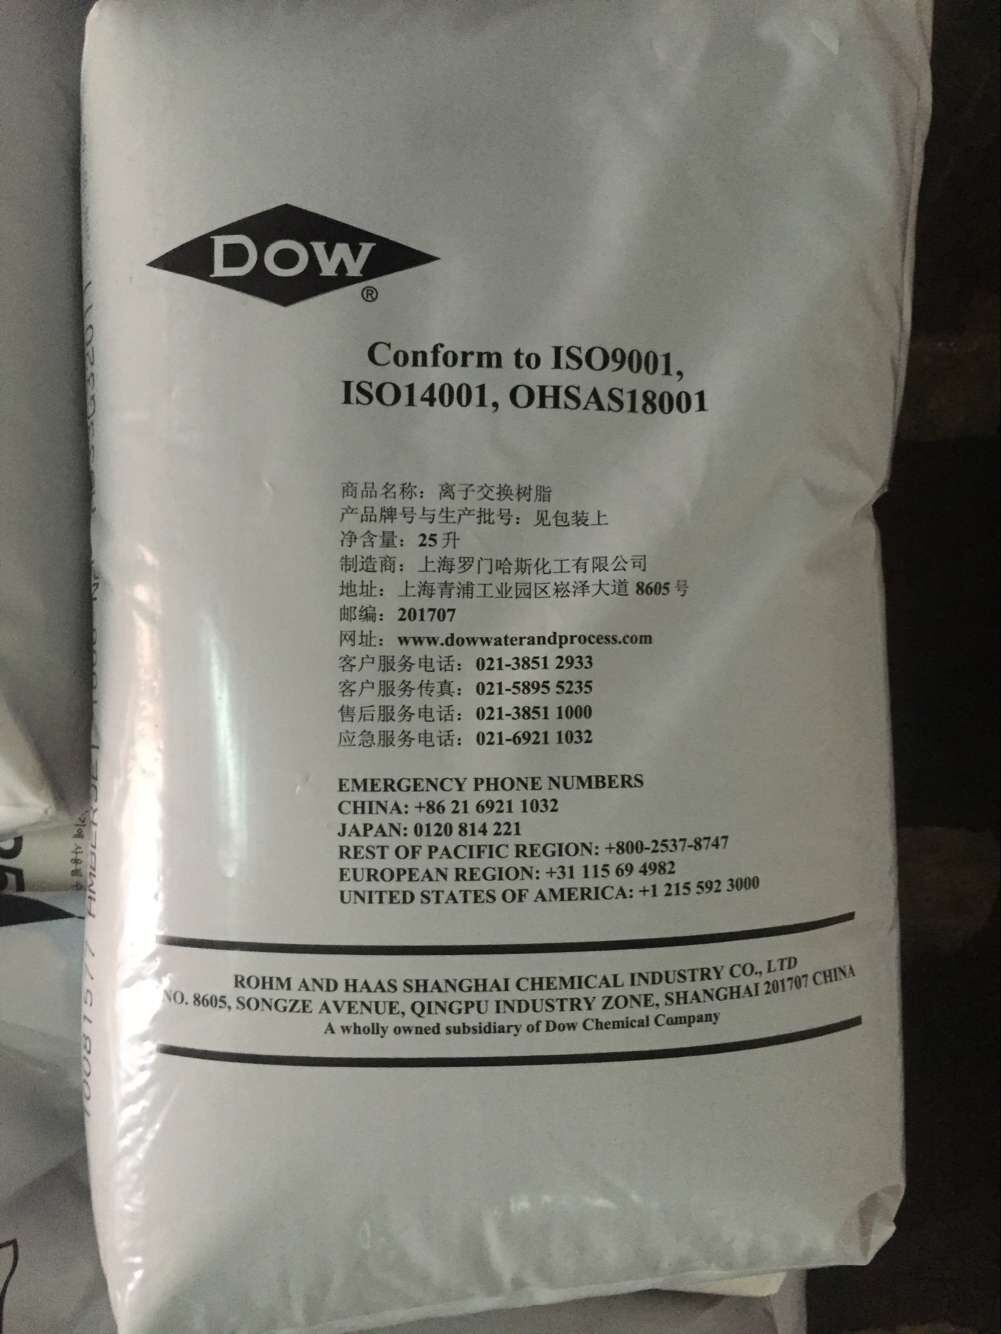 DOW
®
Conform to ISO9001,
ISO14001, OHSAS18001
商品名称：离子交换树脂
产品牌号与生产批号：见包装上
净含量：25 升
制造商：上海罗门哈斯化工有限公司
地址：上海青浦工业园区崧泽大道 8605 号
邮编：201707
网址：www.dowwaterandprocess.com
客户服务电话：021-3851 2933
客户服务传真：021-5895 5235
售后服务电话：021-3851 1000
应急服务电话：021-6921 1032
EMERGENCY PHONE NUMBERS
CHINA: +86 21 6921 1032
JAPAN: 0120 814 221
REST OF PACIFIC REGION: +800-2537-8747
EUROPEAN REGION: +31 115 69 4982
UNITED STATES OF AMERICA: +1 215 592 3000
ROHM AND HAAS SHANGHAI CHEMICAL INDUSTRY CO., LTD
NO. 8605, SONGZE AVENUE, QINGPU INDUSTRY ZONE, SHANGHAI 201707 CHINA
A wholly owned subsidiary of Dow Chemical Company
10081577 AMBERJET